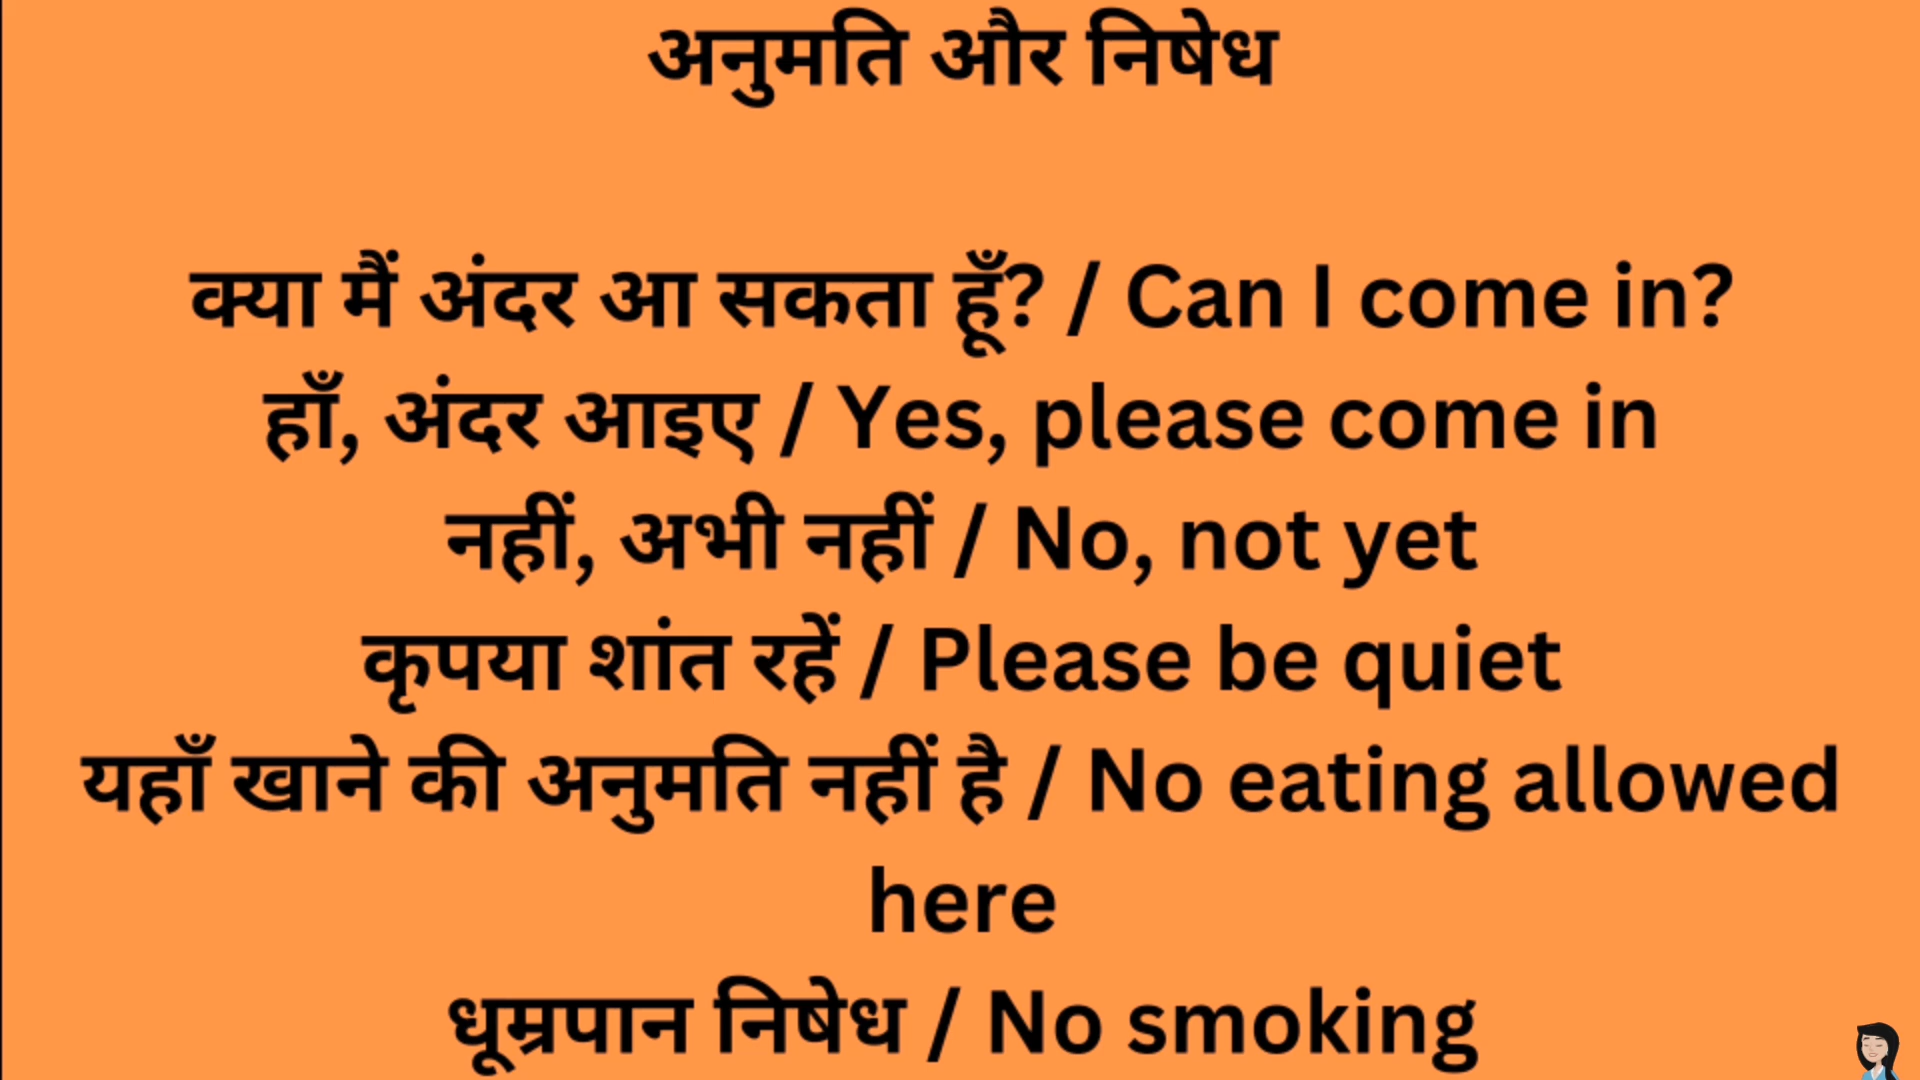 अनुमति और निषेध
क्या मैं अंदर आ सकता हूँ? / Can I come in?
हाँ, अंदर आइए / Yes, please come in
नहीं, अभी नहीं / No, not yet
कृपया शांत रहें / Please be quiet
यहाँ खाने की अनुमति नहीं है / No eating allowed
here
धूम्रपान निषेध / No smoking